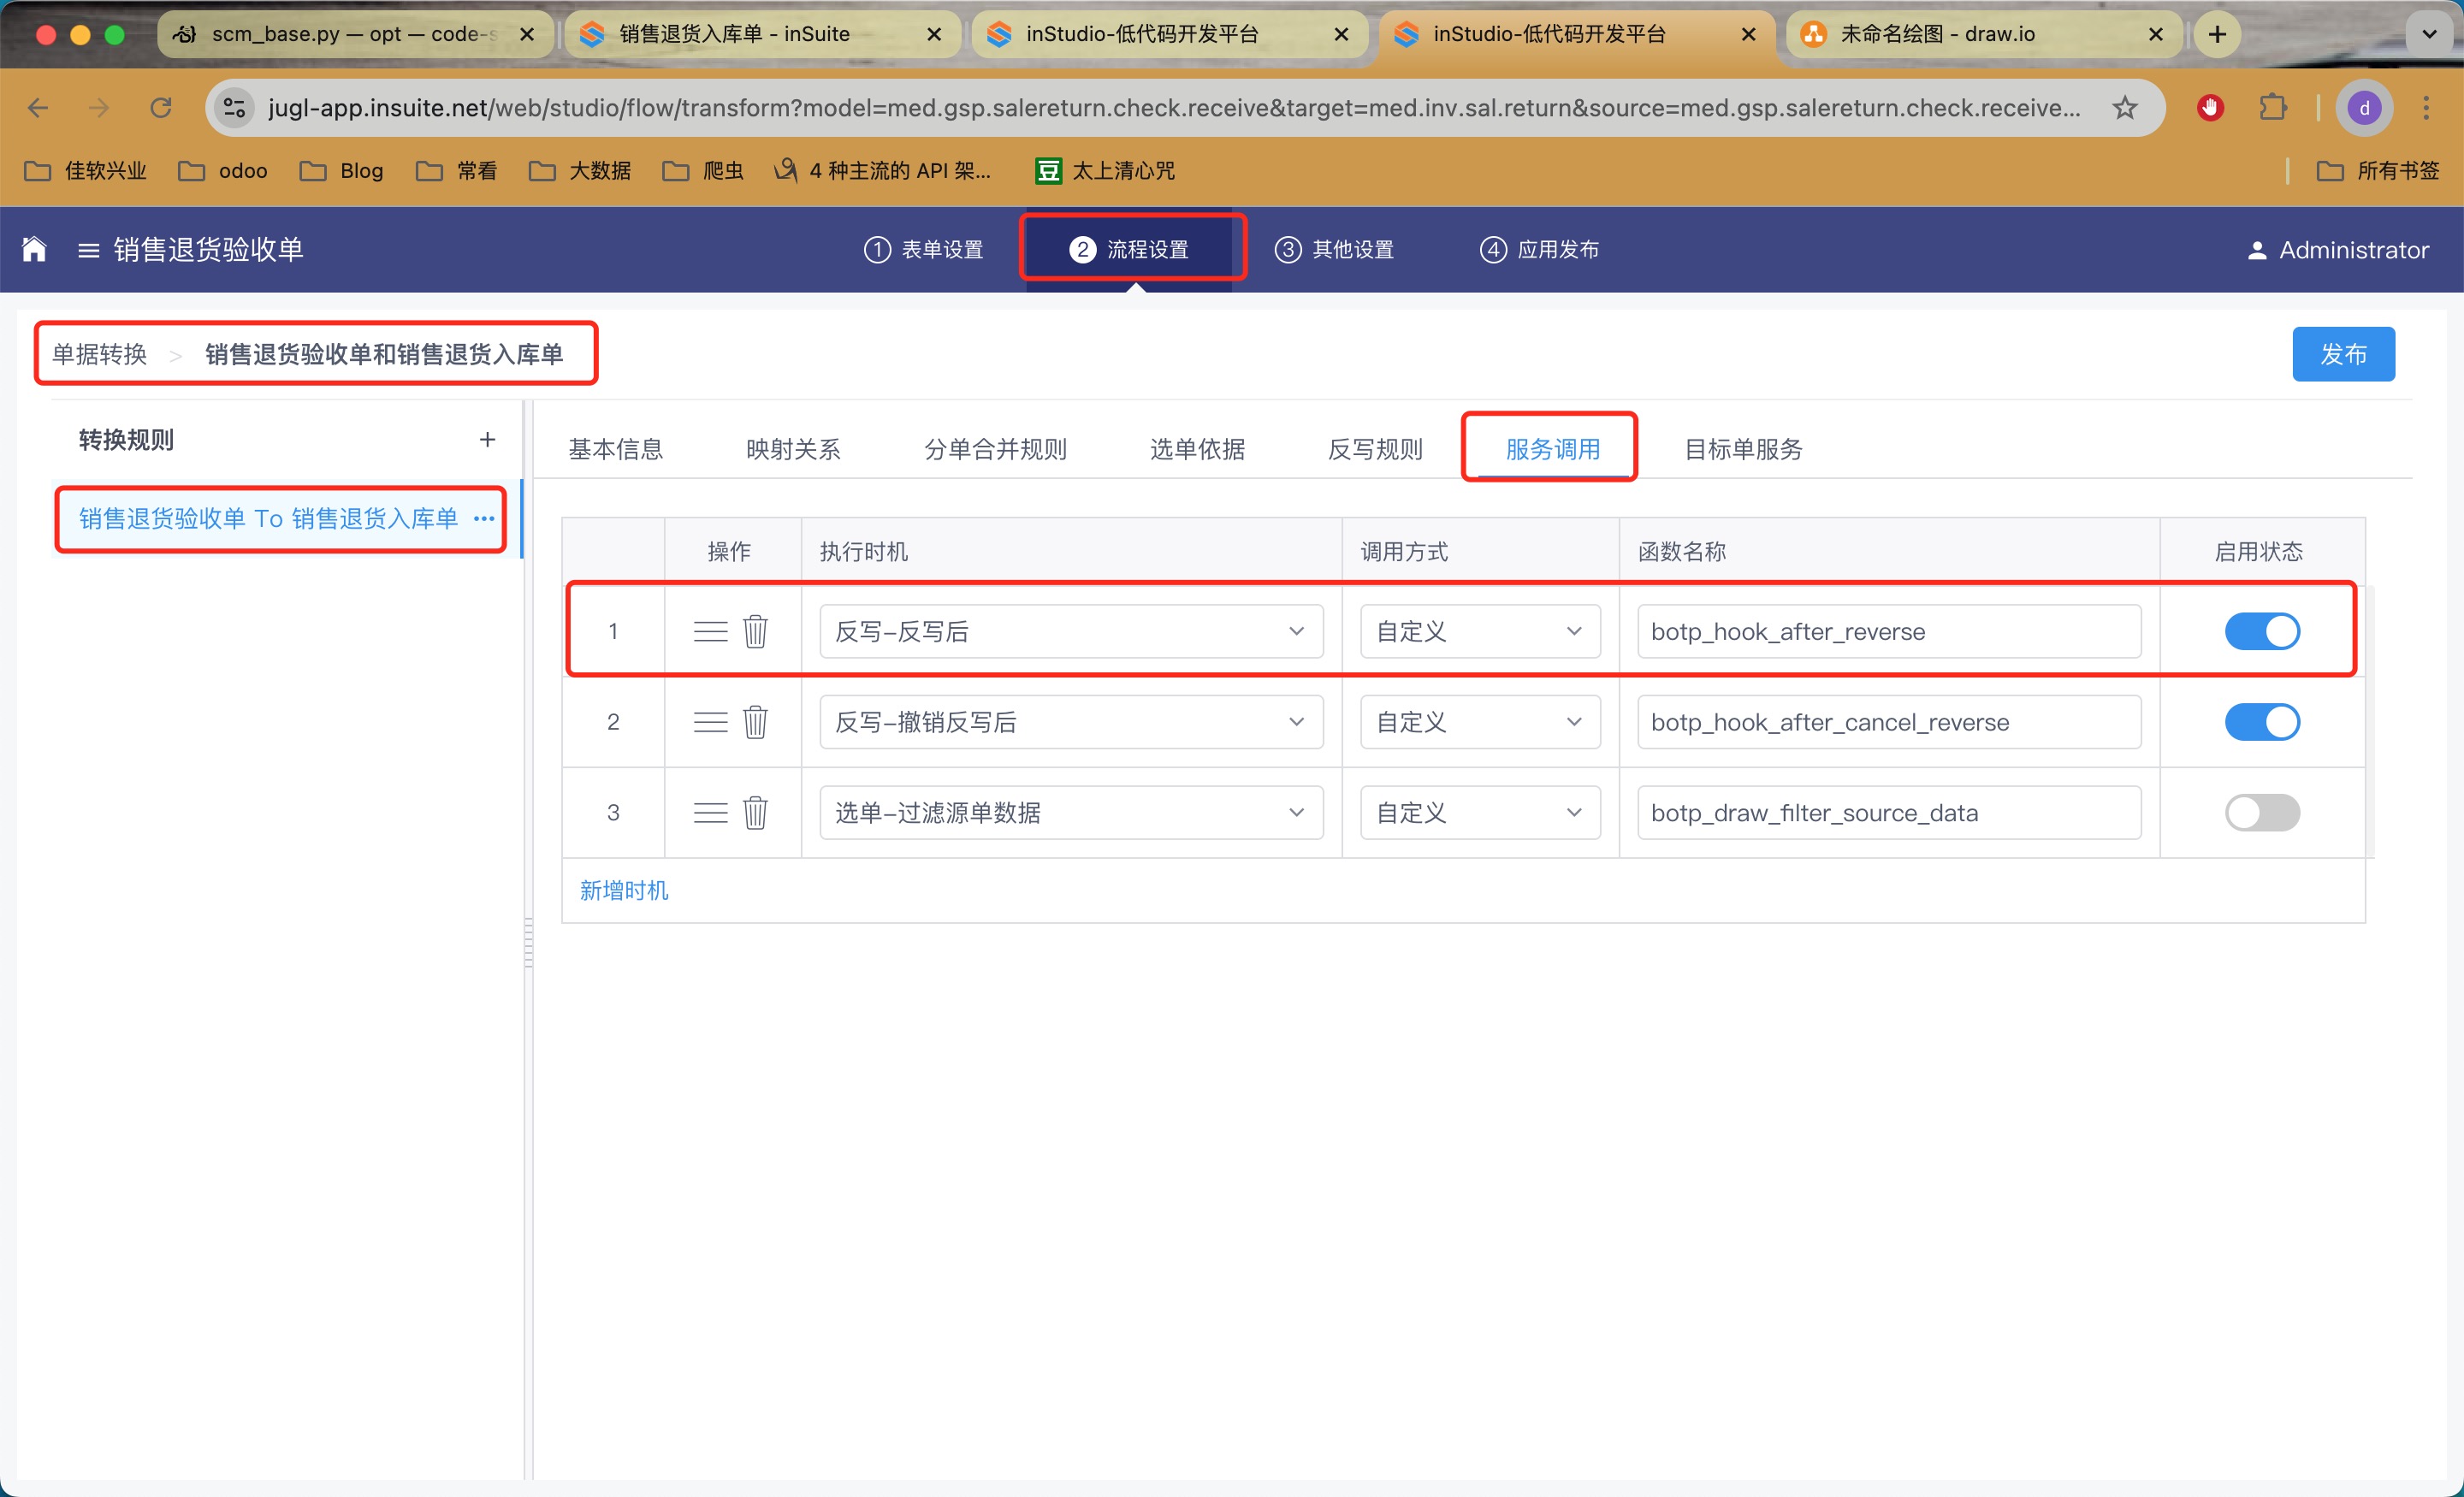 scm_base.py — opt — code-s
销售退货入库单 - inSuite
inStudio-低代码开发平台
inStudio-低代码开发平台
未命名绘图 - draw.io
jugl-app.insuite.net/web/studio/flow/transform?model=med.gsp.salereturn.check.receive&target=med.inv.sal.return&source=med.gsp.salereturn.check.receive...
d
佳软兴业
odoo
Blog
常看
大数据
爬虫
4 种主流的 API 架...
豆 太上清心咒
所有书签
销售退货验收单
1 表单设置
2 流程设置
3 其他设置
4 应用发布
Administrator
单据转换 > 销售退货验收单和销售退货入库单
发布
转换规则 +
销售退货验收单 To 销售退货入库单 ...
基本信息 映射关系 分单合并规则 选单依据 反写规则 服务调用 目标单服务
操作 执行时机 调用方式 函数名称 启用状态
1 反写–反写后 自定义 botp_hook_after_reverse
2 反写–撤销反写后 自定义 botp_hook_after_cancel_reverse
3 选单–过滤源单数据 自定义 botp_draw_filter_source_data
新增时机